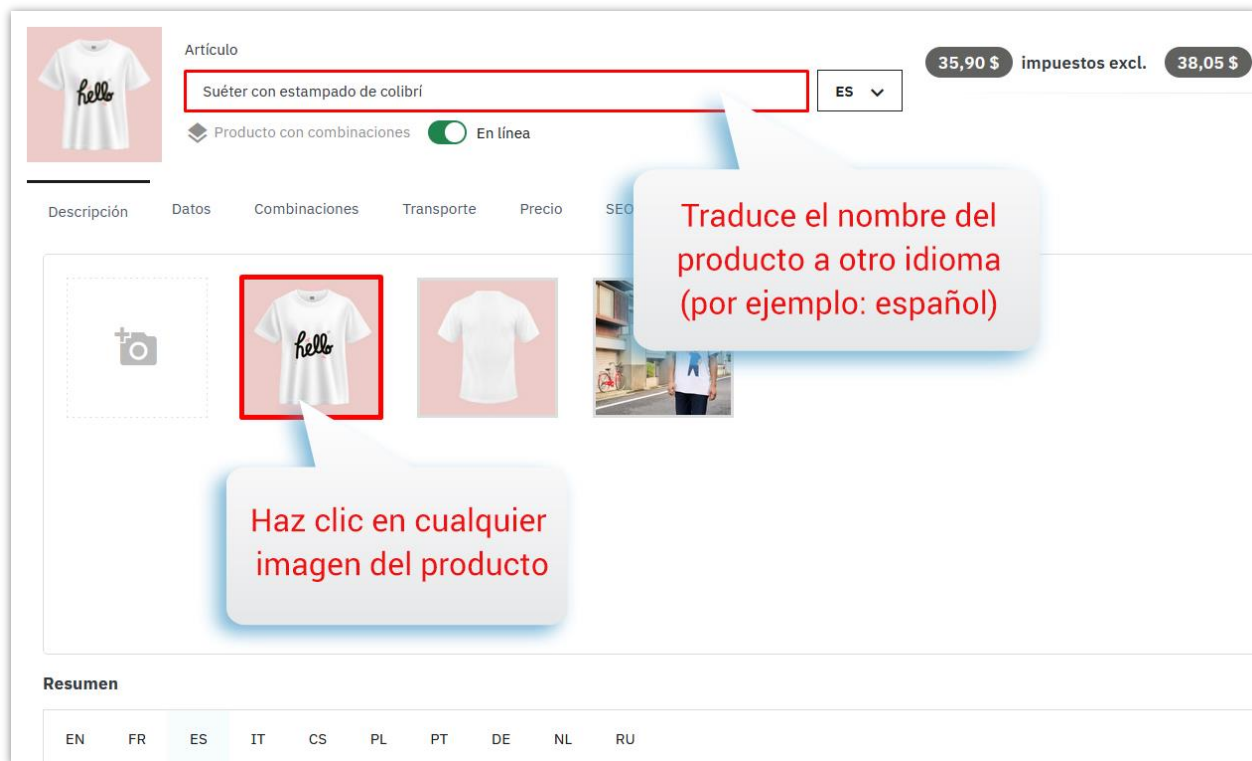 Artículo
35,90 $ impuestos excl. 38,05 $
hello
Suéter con estampado de colibrí
ES
Producto con combinaciones
En línea
Descripción Datos Combinaciones Transporte Precio SEO
Traduce el nombre del
producto a otro idioma
(por ejemplo: español)
hello
Haz clic en cualquier
imagen del producto
Resumen
EN FR ES IT CS PL PT DE NL RU